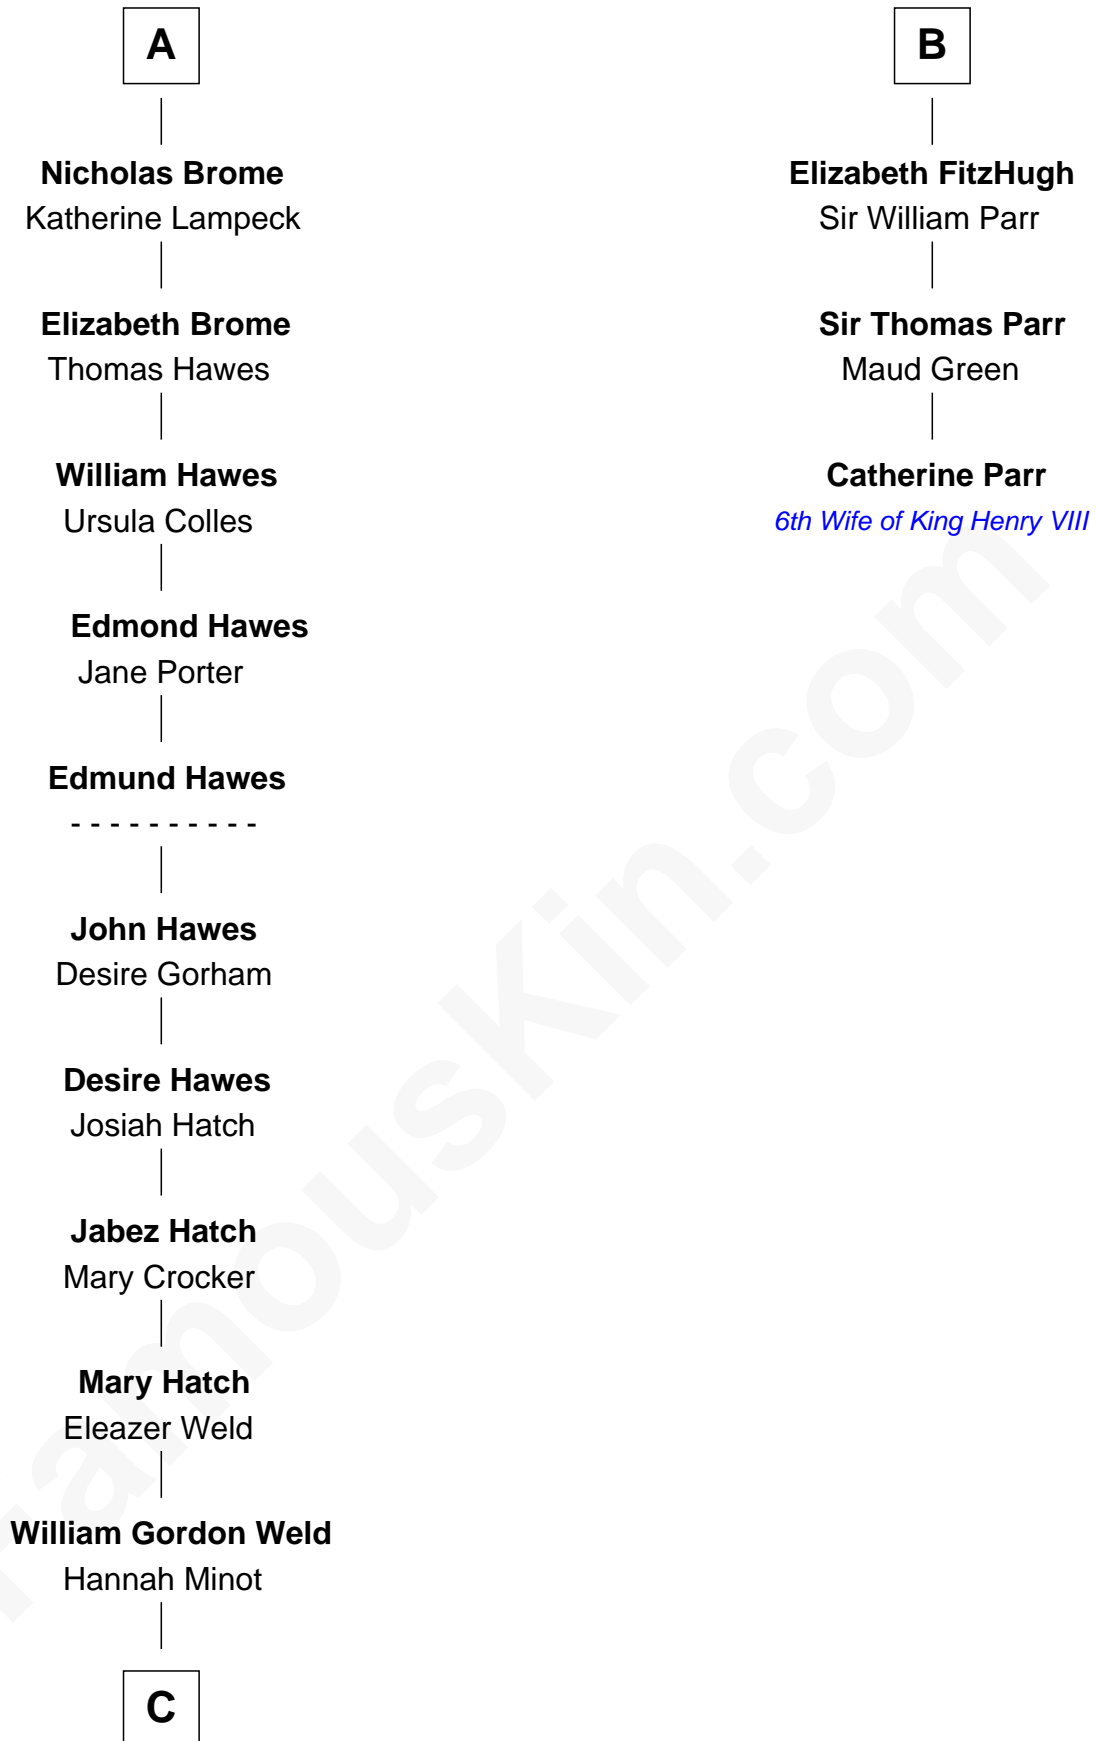 A
Nicholas Brome
Katherine Lampeck
Elizabeth Brome
Thomas Hawes
William Hawes
Ursula Colles
Edmond Hawes
Jane Porter
Edmund Hawes
- - - - - - - - - -
John Hawes
Desire Gorham
Desire Hawes
Josiah Hatch
Jabez Hatch
Mary Crocker
Mary Hatch
Eleazer Weld
William Gordon Weld
Hannah Minot
C
B
Elizabeth FitzHugh
Sir William Parr
Sir Thomas Parr
Maud Green
Catherine Parr
6th Wife of King Henry VIII
FamousKin.com